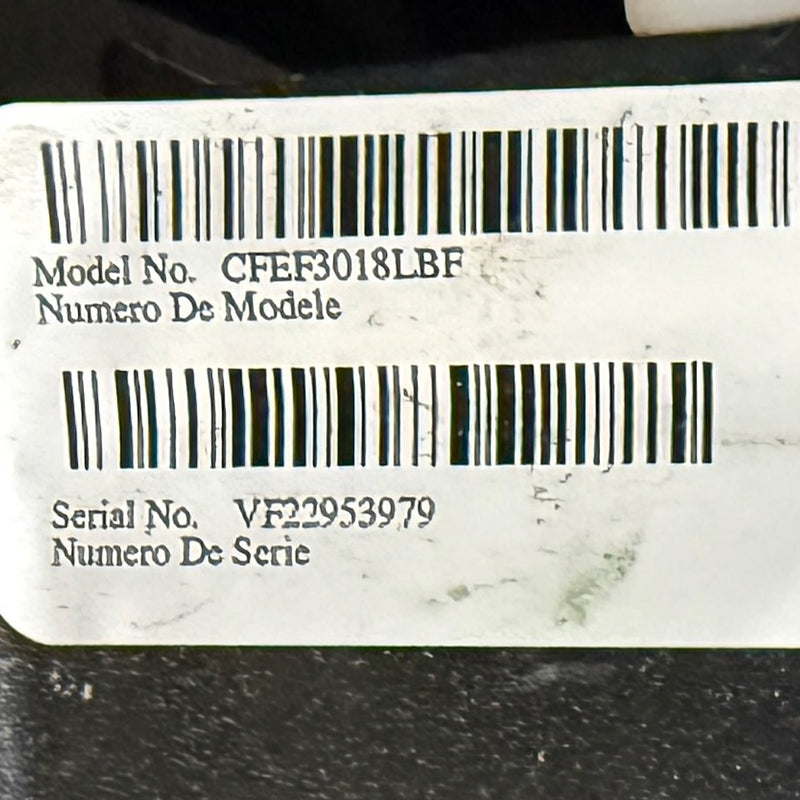 Model No. CFEF3018LBF
Numero De Modele
Serial No. VF22953979
Numero De Serie